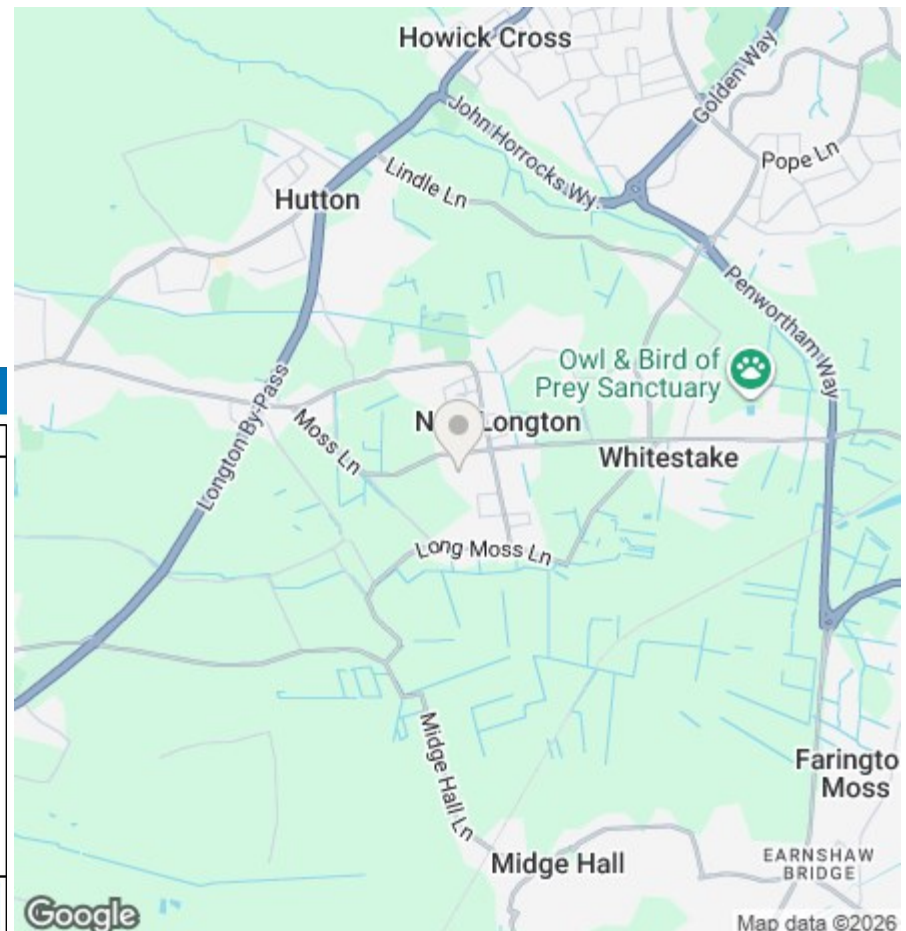 Howick Cross
Golden Way
John Horrocks Wy.
Pope Ln
Lindle Ln
Hutton
Penwortham Way
Owl & Bird of
Prey Sanctuary
Longton By-Pass
Moss Ln
N Longton
Whitestake
Long Moss Ln
Midge Hall Ln
Faringto
Moss
Midge Hall
EARNSHAW
BRIDGE
Google
Map data ©2026